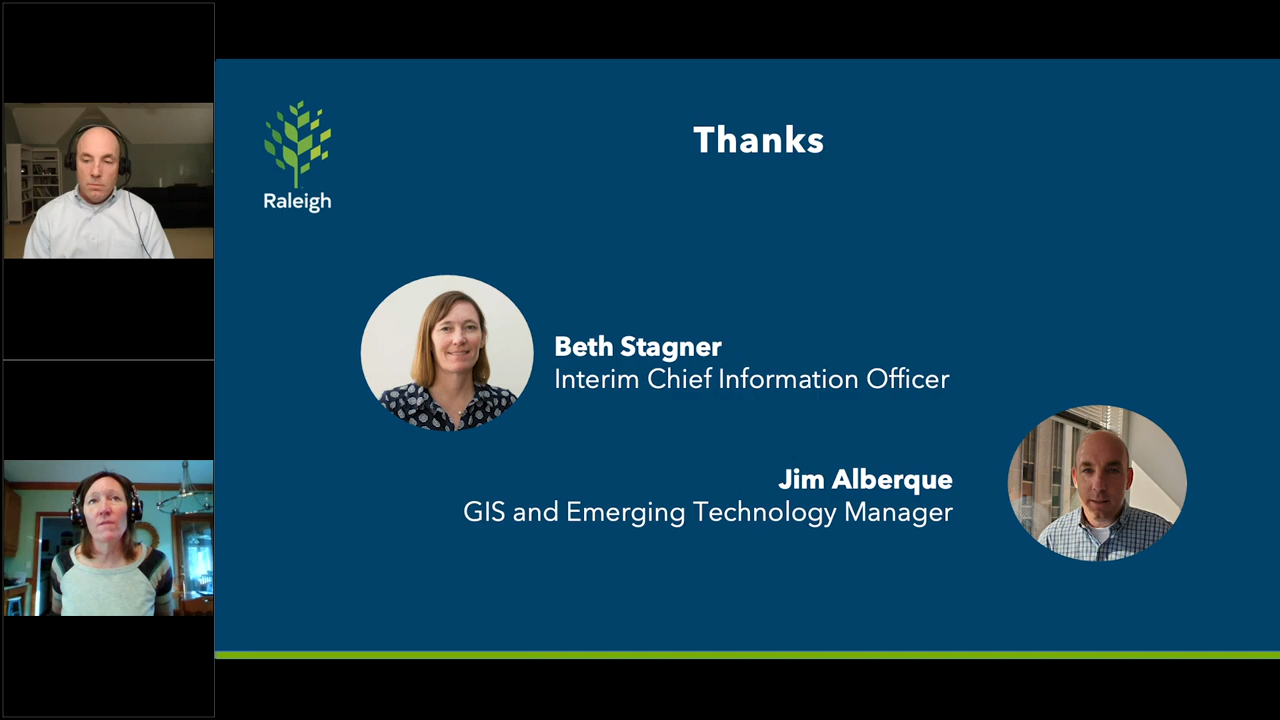 Thanks
Raleigh
Beth Stagner
Interim Chief Information Officer
Jim Alberque
GIS and Emerging Technology Manager